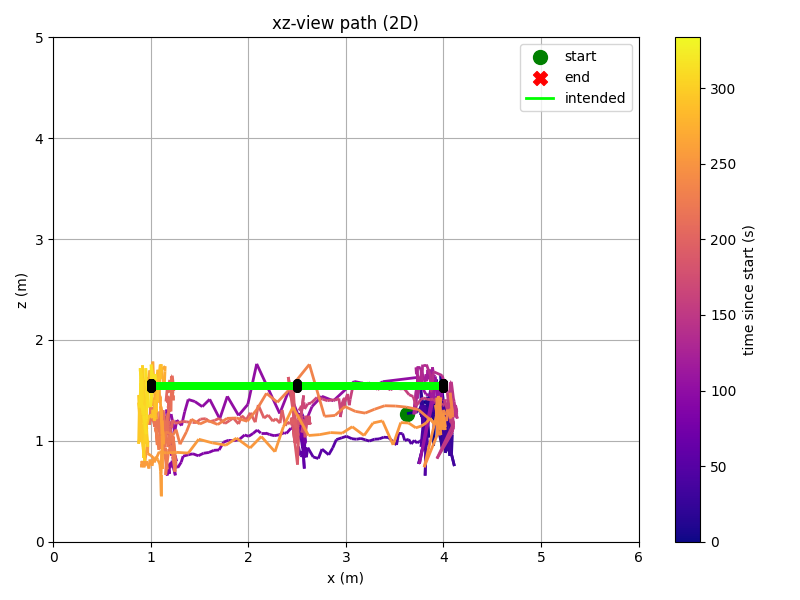 xz-view path (2D)
start
end
intended
z (m)
5
4
3
2
1
0
0 1 2 3 4 5 6
x (m)
300
250
200
150
100
50
0
time since start (s)